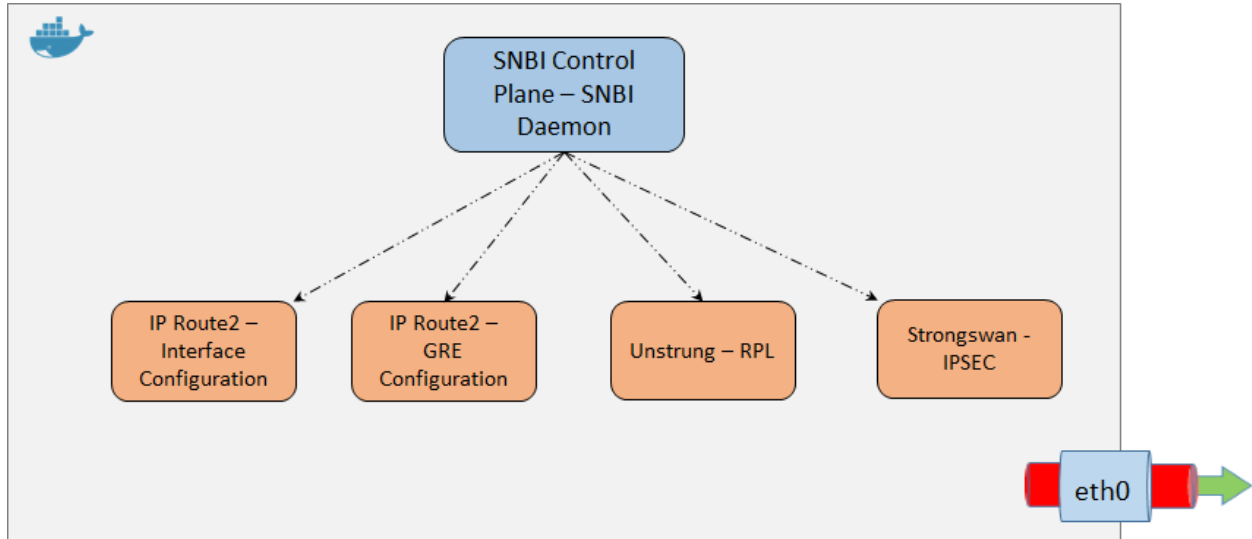 SNBI Control
Plane – SNBI
Daemon
IP Route2 –
Interface
Configuration
IP Route2 –
GRE
Configuration
Unstrung – RPL
Strongswan -
IPSEC
eth0